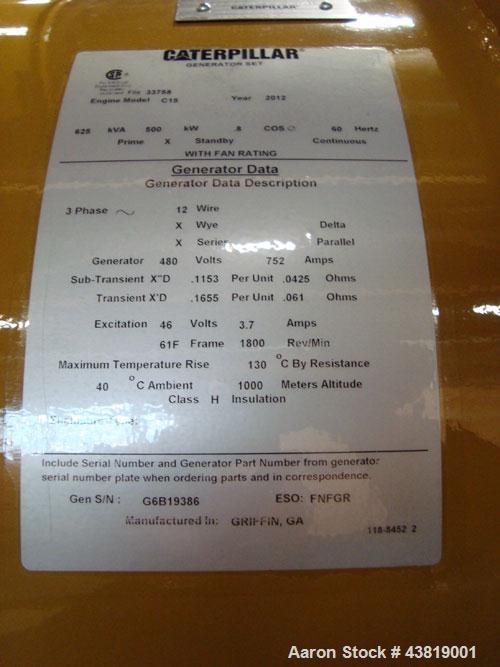 CATERPILLAR
CATERPILLAR®
GENERATOR SET
File 33758
Engine Model C15 Year 2012
625 kVA 500 kW .8 COS ∅ 60 Hertz
Prime X Standby Continuous
WITH FAN RATING
Generator Data
Generator Data Description
3 Phase ~ 12 Wire
X Wye Delta
X Series Parallel
Generator 480 Volts 752 Amps
Sub-Transient X"D .1153 Per Unit .0425 Ohms
Transient X'D .1655 Per Unit .061 Ohms
Excitation 46 Volts 3.7 Amps
61F Frame 1800 Rev/Min
Maximum Temperature Rise 130 °C By Resistance
40 °C Ambient 1000 Meters Altitude
Class H Insulation
Include Serial Number and Generator Part Number from generator
serial number plate when ordering parts and in correspondence.
Gen S/N : G6B19386 ESO: FNFGR
Manufactured In: GRIFFIN, GA
118-8452 2
Aaron Stock # 43819001